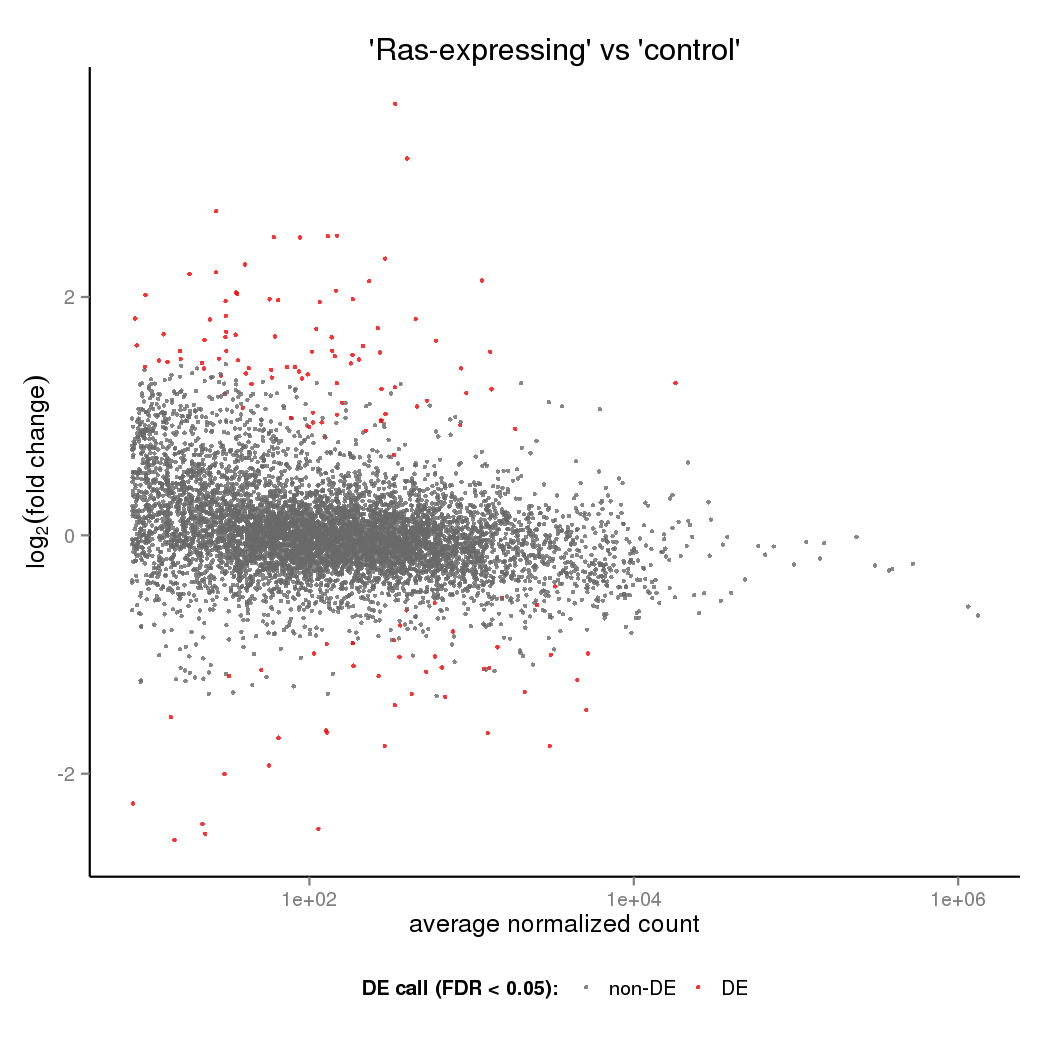 'Ras-expressing' vs 'control'
log2(fold change)
2
0
-2
1e+02
1e+04
1e+06
average normalized count
DE call (FDR < 0.05): non-DE DE